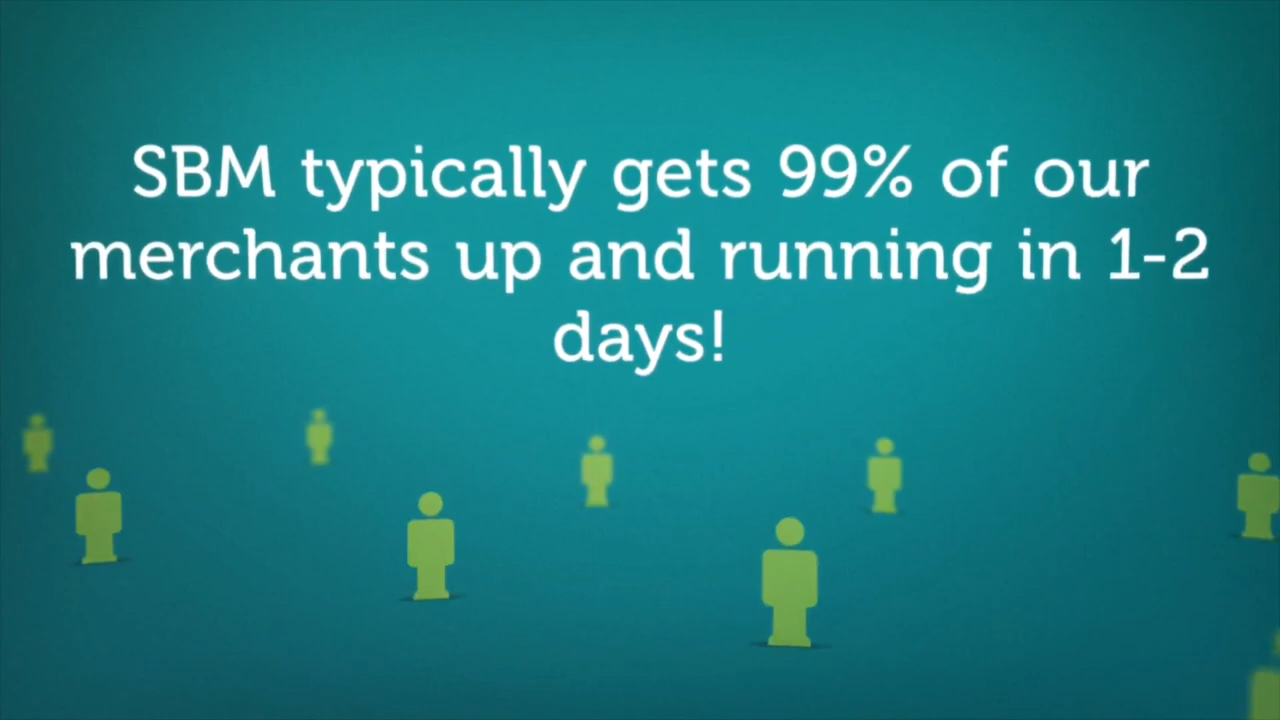 SBM typically gets 99% of our
merchants up and running in 1-2
days!